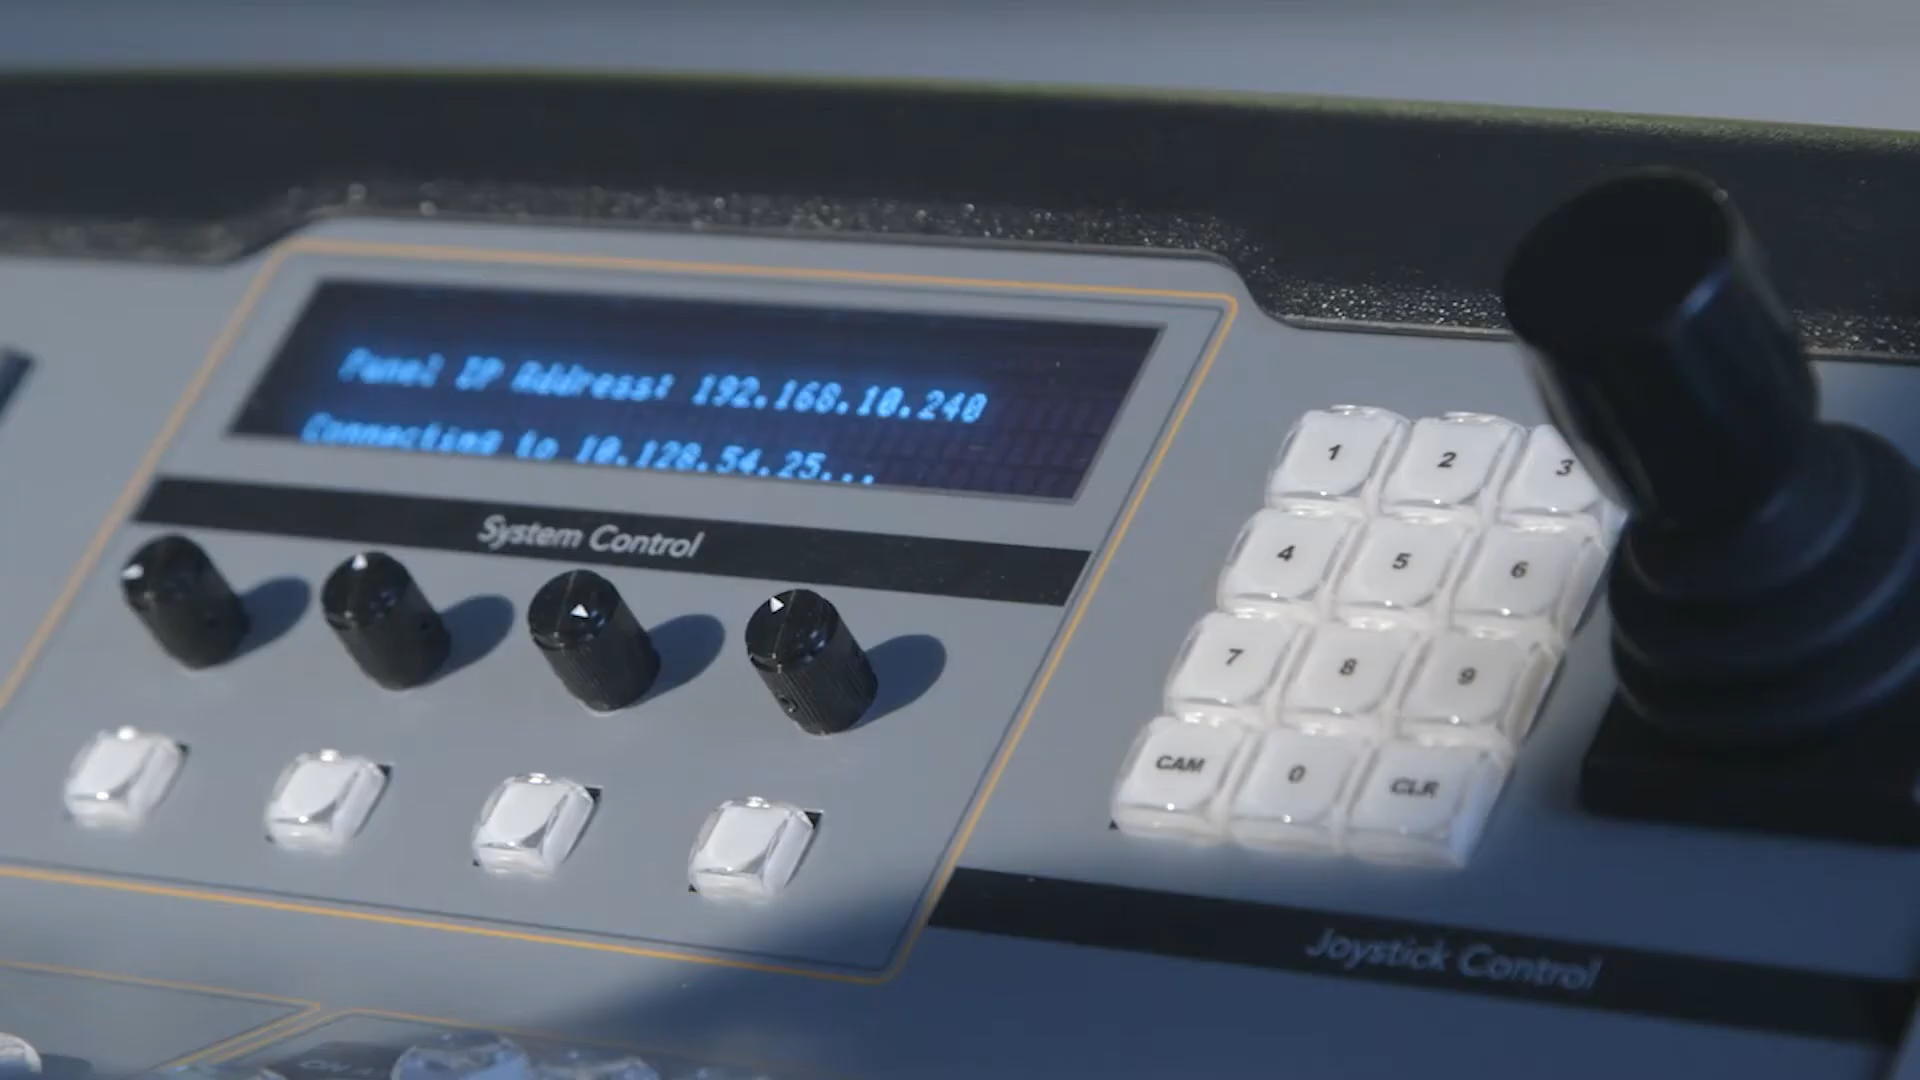 Panel IP Address: 192.168.10.240
Connecting to 10.128.54.25...
System Control
1 2 3
4 5 6
7 8 9
CAM 0 CLR
Joystick Control